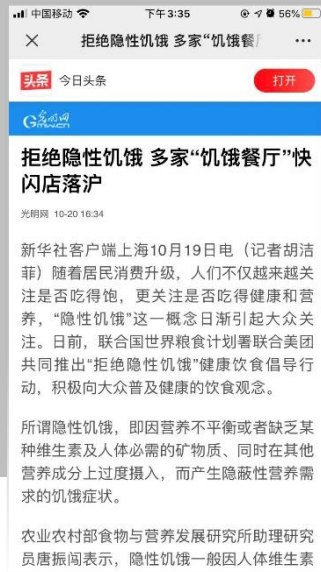 中国移动 下午3:35 56%
拒绝隐性饥饿 多家“饥饿餐
头条 今日头条 打开
光明网
Gmw.cn
拒绝隐性饥饿 多家“饥饿餐厅”快
闪店落沪
光明网 10-20 16:34
新华社客户端上海10月19日电（记者胡洁
菲）随着居民消费升级，人们不仅越来越关
注是否吃得饱，更关注是否吃得健康和营
养，“隐性饥饿”这一概念日渐引起大众关
注。日前，联合国世界粮食计划署联合美团
共同推出“拒绝隐性饥饿”健康饮食倡导行
动，积极向大众普及健康的饮食观念。
所谓隐性饥饿，即因营养不平衡或者缺乏某
种维生素及人体必需的矿物质、同时在其他
营养成分上过度摄入，而产生隐蔽性营养需
求的饥饿症状。
农业农村部食物与营养发展研究所助理研究
员唐振闯表示，隐性饥饿一般因人体维生素